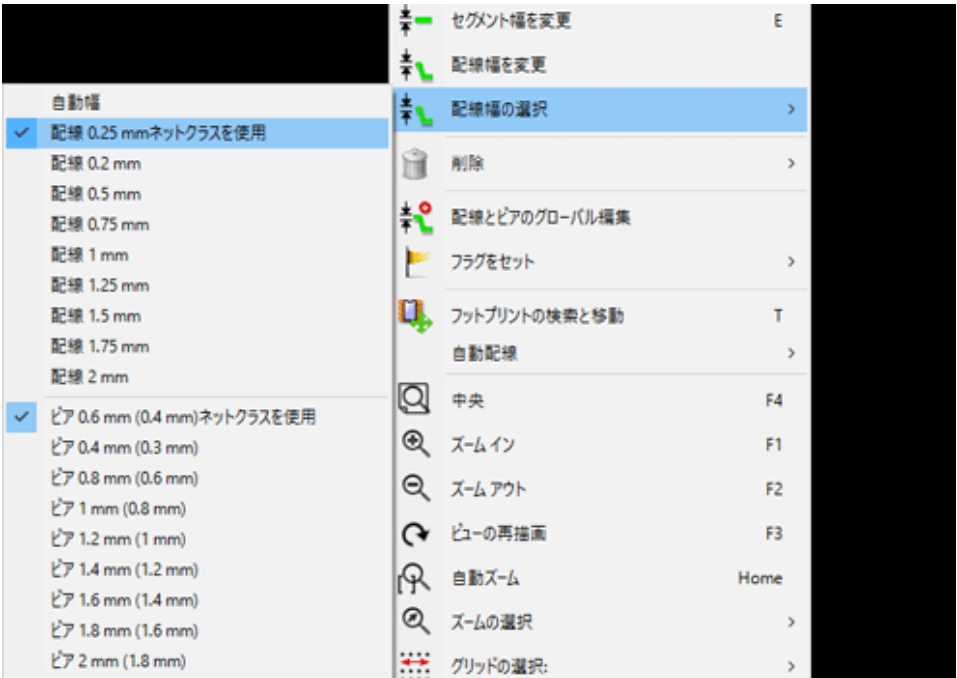 セグメント幅を変更 E
配線幅を変更
配線幅の選択 >
削除 >
配線とビアのグローバル編集
フラグをセット >
フットプリントの検索と移動 T
自動配線 >
中央 F4
ズーム イン F1
ズーム アウト F2
ビューの再描画 F3
自動ズーム Home
ズームの選択 >
グリッドの選択: >
自動幅
配線 0.25 mmネットクラスを使用
配線 0.2 mm
配線 0.5 mm
配線 0.75 mm
配線 1 mm
配線 1.25 mm
配線 1.5 mm
配線 1.75 mm
配線 2 mm
ビア 0.6 mm (0.4 mm)ネットクラスを使用
ビア 0.4 mm (0.3 mm)
ビア 0.8 mm (0.6 mm)
ビア 1 mm (0.8 mm)
ビア 1.2 mm (1 mm)
ビア 1.4 mm (1.2 mm)
ビア 1.6 mm (1.4 mm)
ビア 1.8 mm (1.6 mm)
ビア 2 mm (1.8 mm)